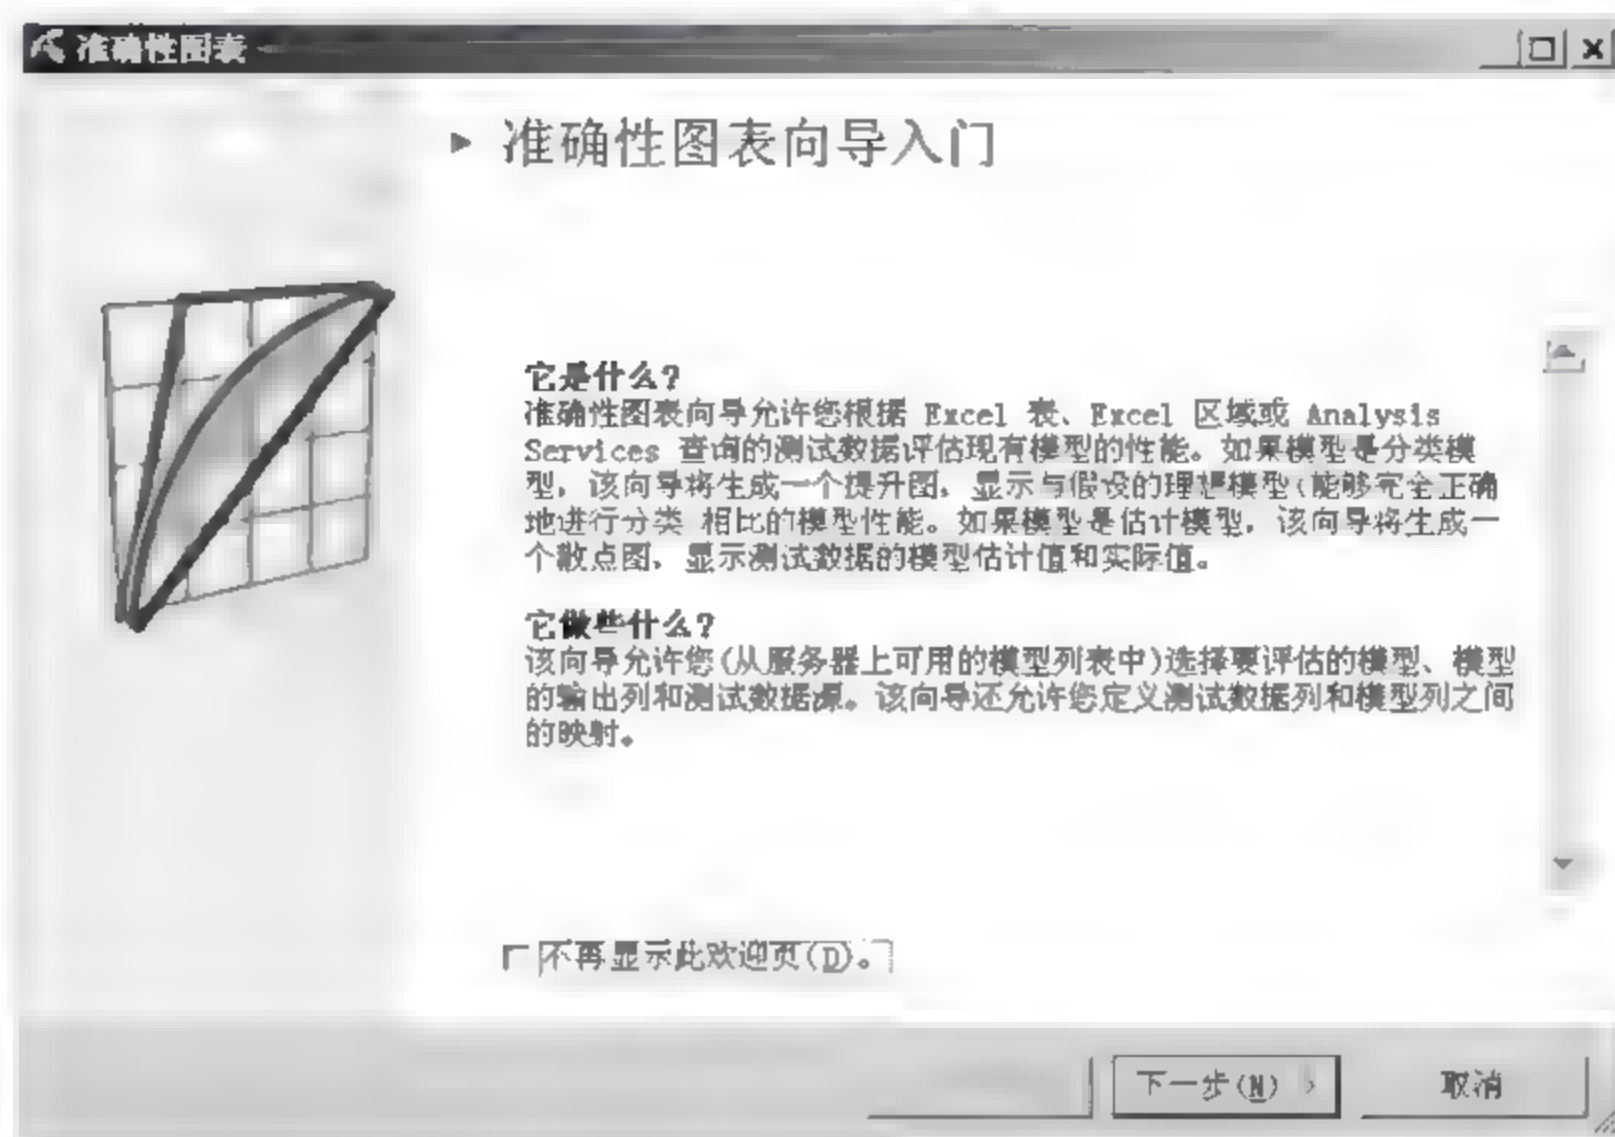 准确性图表
准确性图表向导入门
它是什么?
准确性图表向导允许您根据 Excel 表、Excel 区域或 Analysis
Services 查询的测试数据评估现有模型的性能。如果模型是分类模
型，该向导将生成一个提升图，显示与假设的理想模型(能够完全正确
地进行分类 相比的模型性能。如果模型是估计模型，该向导将生成一
个散点图，显示测试数据的模型估计值和实际值。
它做些什么?
该向导允许您(从服务器上可用的模型列表中)选择要评估的模型、模型
的输出列和测试数据源。该向导还允许您定义测试数据列和模型列之间
的映射。
不再显示此欢迎页(D)。
下一步(N) >
取消